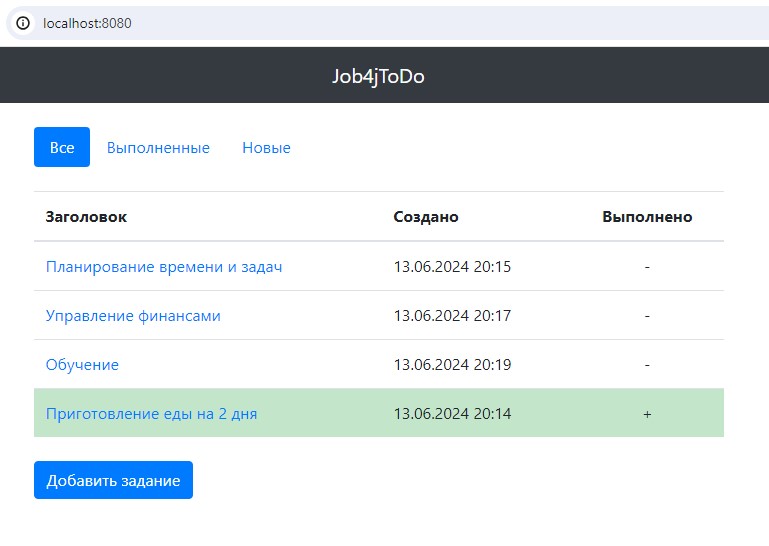 localhost:8080
Job4jToDo
Все Выполненные Новые
Заголовок Создано Выполнено
Планирование времени и задач 13.06.2024 20:15 -
Управление финансами 13.06.2024 20:17 -
Обучение 13.06.2024 20:19 -
Приготовление еды на 2 дня 13.06.2024 20:14 +
Добавить задание